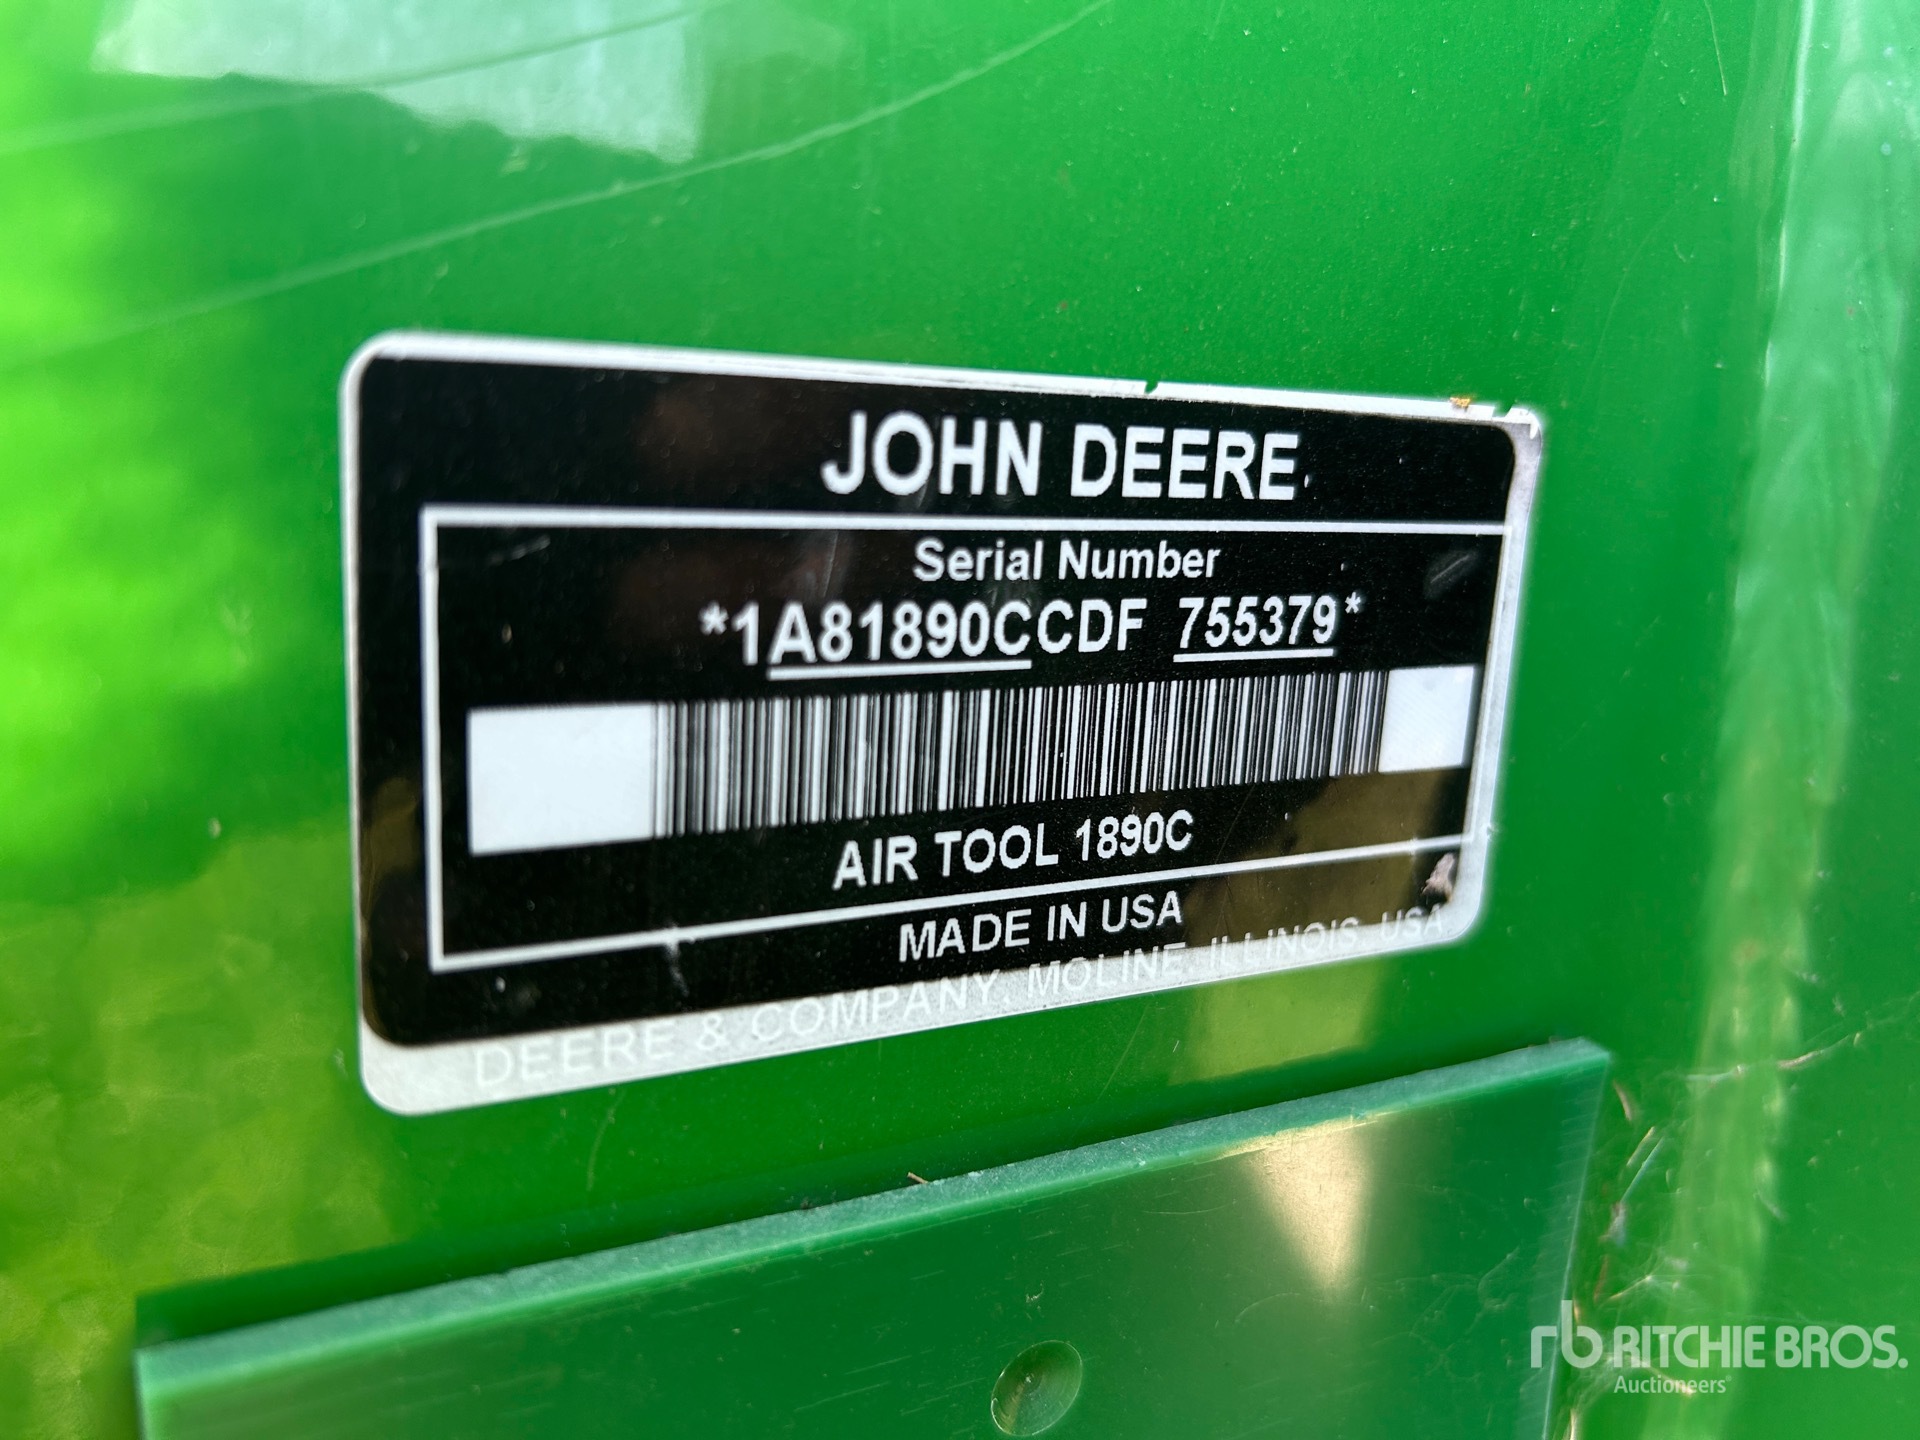 JOHN DEERE
Serial Number
*1A81890CCDF 755379*
AIR TOOL 1890C
MADE IN USA
DEERE & COMPANY, MOLINE, ILLINOIS, USA
rb RITCHIE BROS.
Auctioneers